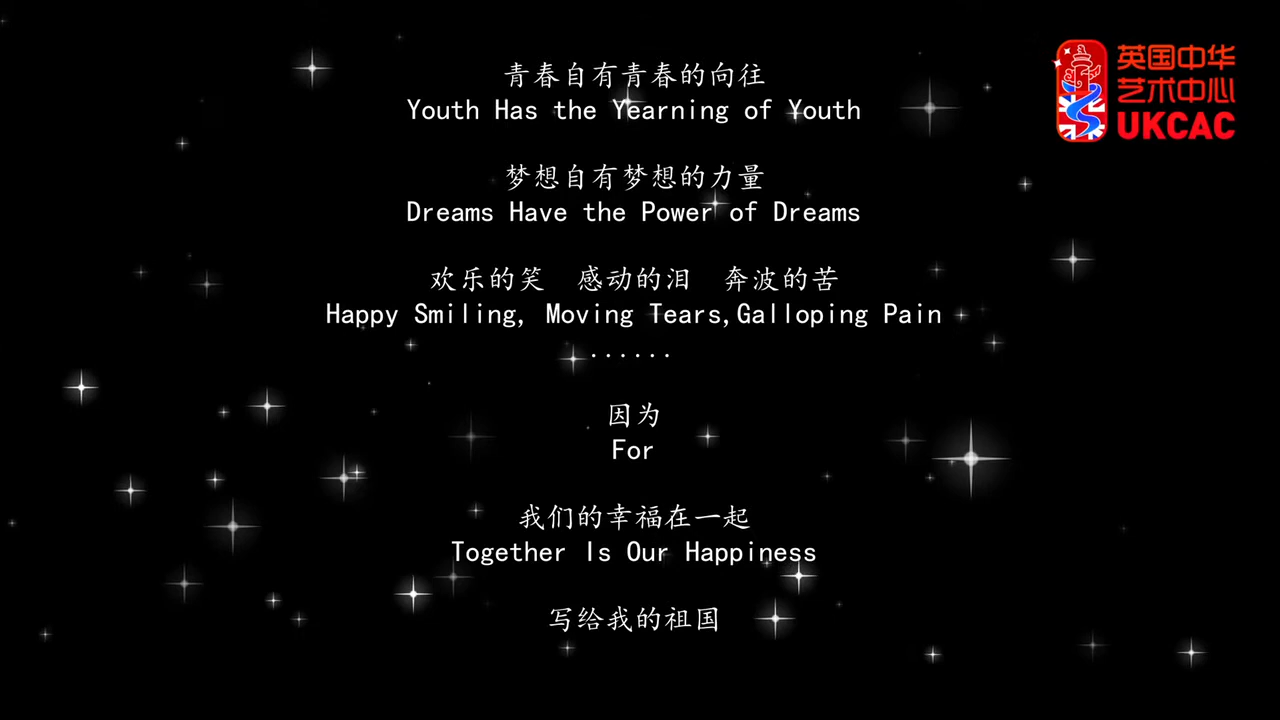 青春自有青春的向往
Youth Has the Yearning of Youth
梦想自有梦想的力量
Dreams Have the Power of Dreams
欢乐的笑 感动的泪 奔波的苦
Happy Smiling, Moving Tears,Galloping Pain
······
因为
For
我们的幸福在一起
Together Is Our Happiness
写给我的祖国
英国中华
艺术中心
UKCAC